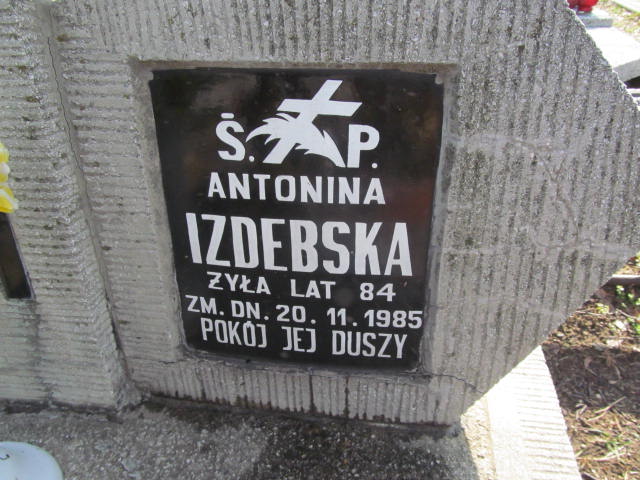 Ś. P.
ANTONINA
IZDEBSKA
ŻYŁA LAT 84
ZM. DN. 20. 11. 1985
POKÓJ JEJ DUSZY